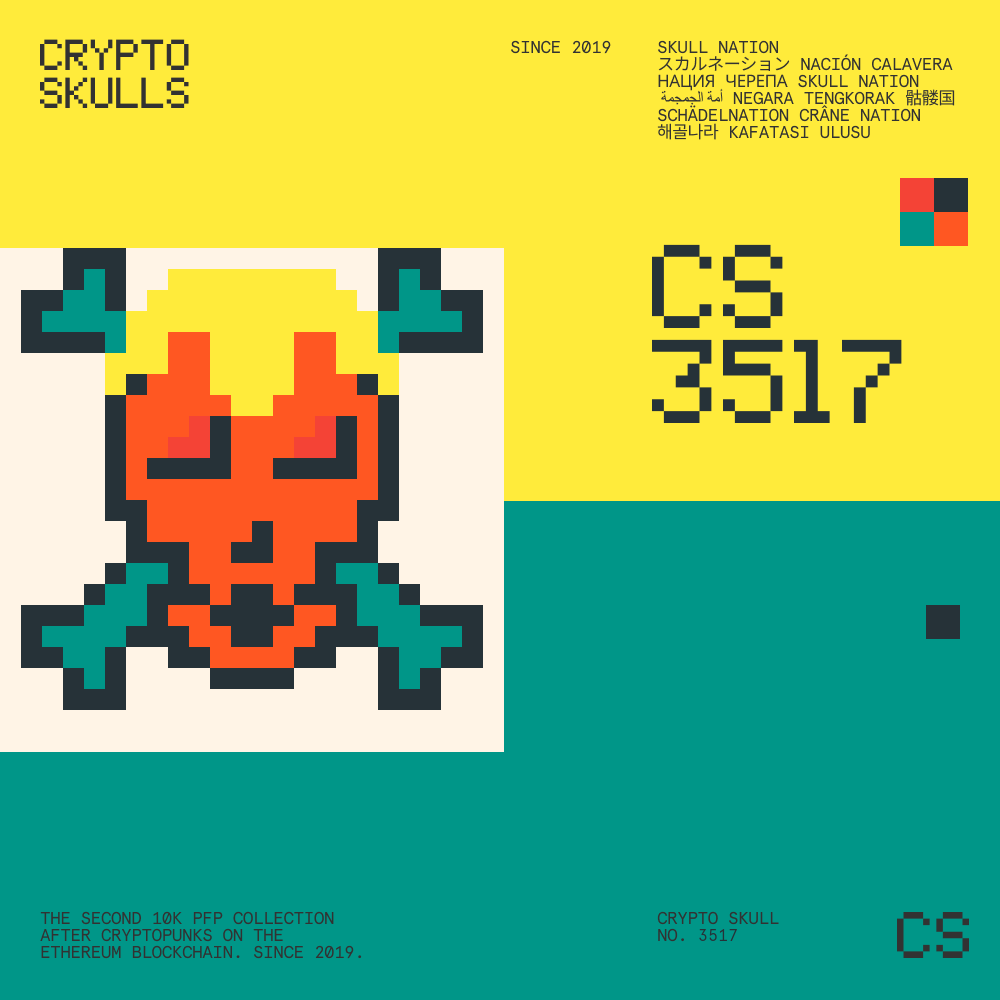 CRYPTO
SKULLS
SINCE 2019
SKULL NATION
スカルネーション NACIÓN CALAVERA
НАЦИЯ ЧЕРЕПА SKULL NATION
أمة الجمجمة NEGARA TENGKORAK 骷髅国
SCHÄDELNATION CRÂNE NATION
해골나라 KAFATASI ULUSU
CS
3517
THE SECOND 10K PFP COLLECTION
AFTER CRYPTOPUNKS ON THE
ETHEREUM BLOCKCHAIN. SINCE 2019.
CRYPTO SKULL
NO. 3517
CS